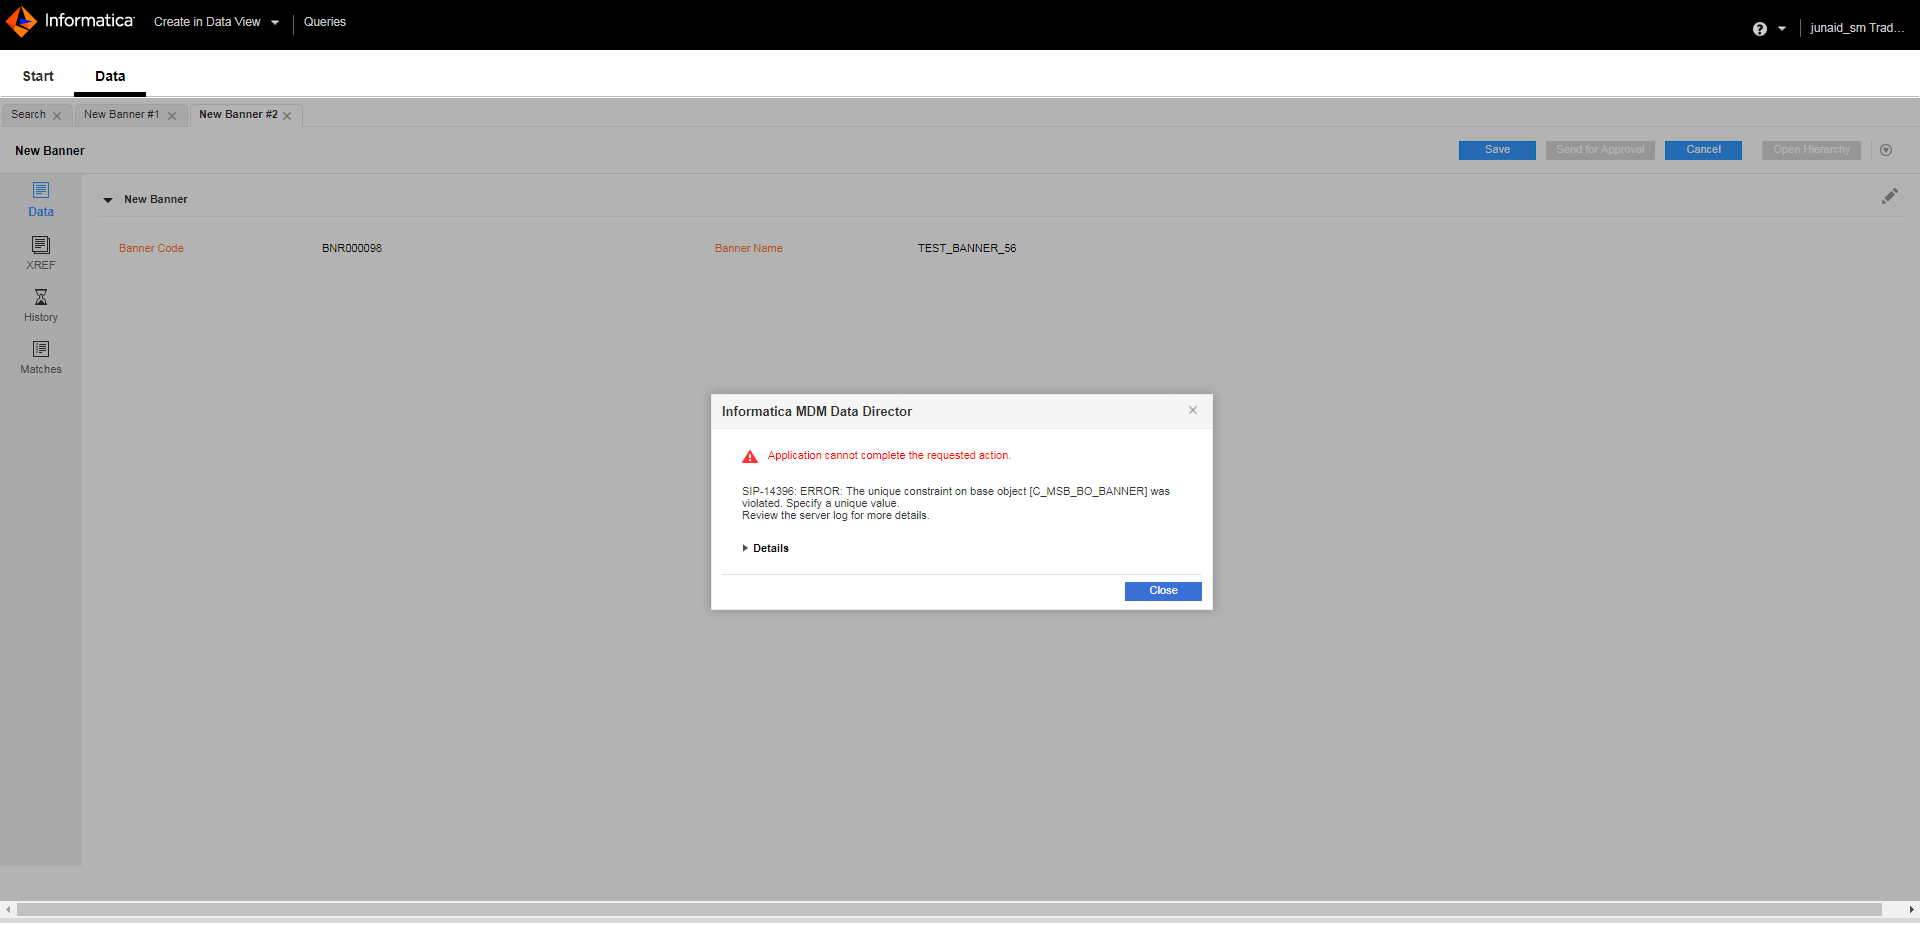 Informatica Create in Data View Queries junaid_sm Trad...
Start Data
Search New Banner #1 New Banner #2
New Banner Save Send for Approval Cancel Open Hierarchy
Data
New Banner
Banner Code BNR000098 Banner Name TEST_BANNER_56
XREF
History
Matches
Informatica MDM Data Director
Application cannot complete the requested action.
SIP-14396: ERROR: The unique constraint on base object [C_MSB_BO_BANNER] was
violated. Specify a unique value.
Review the server log for more details.
Details
Close